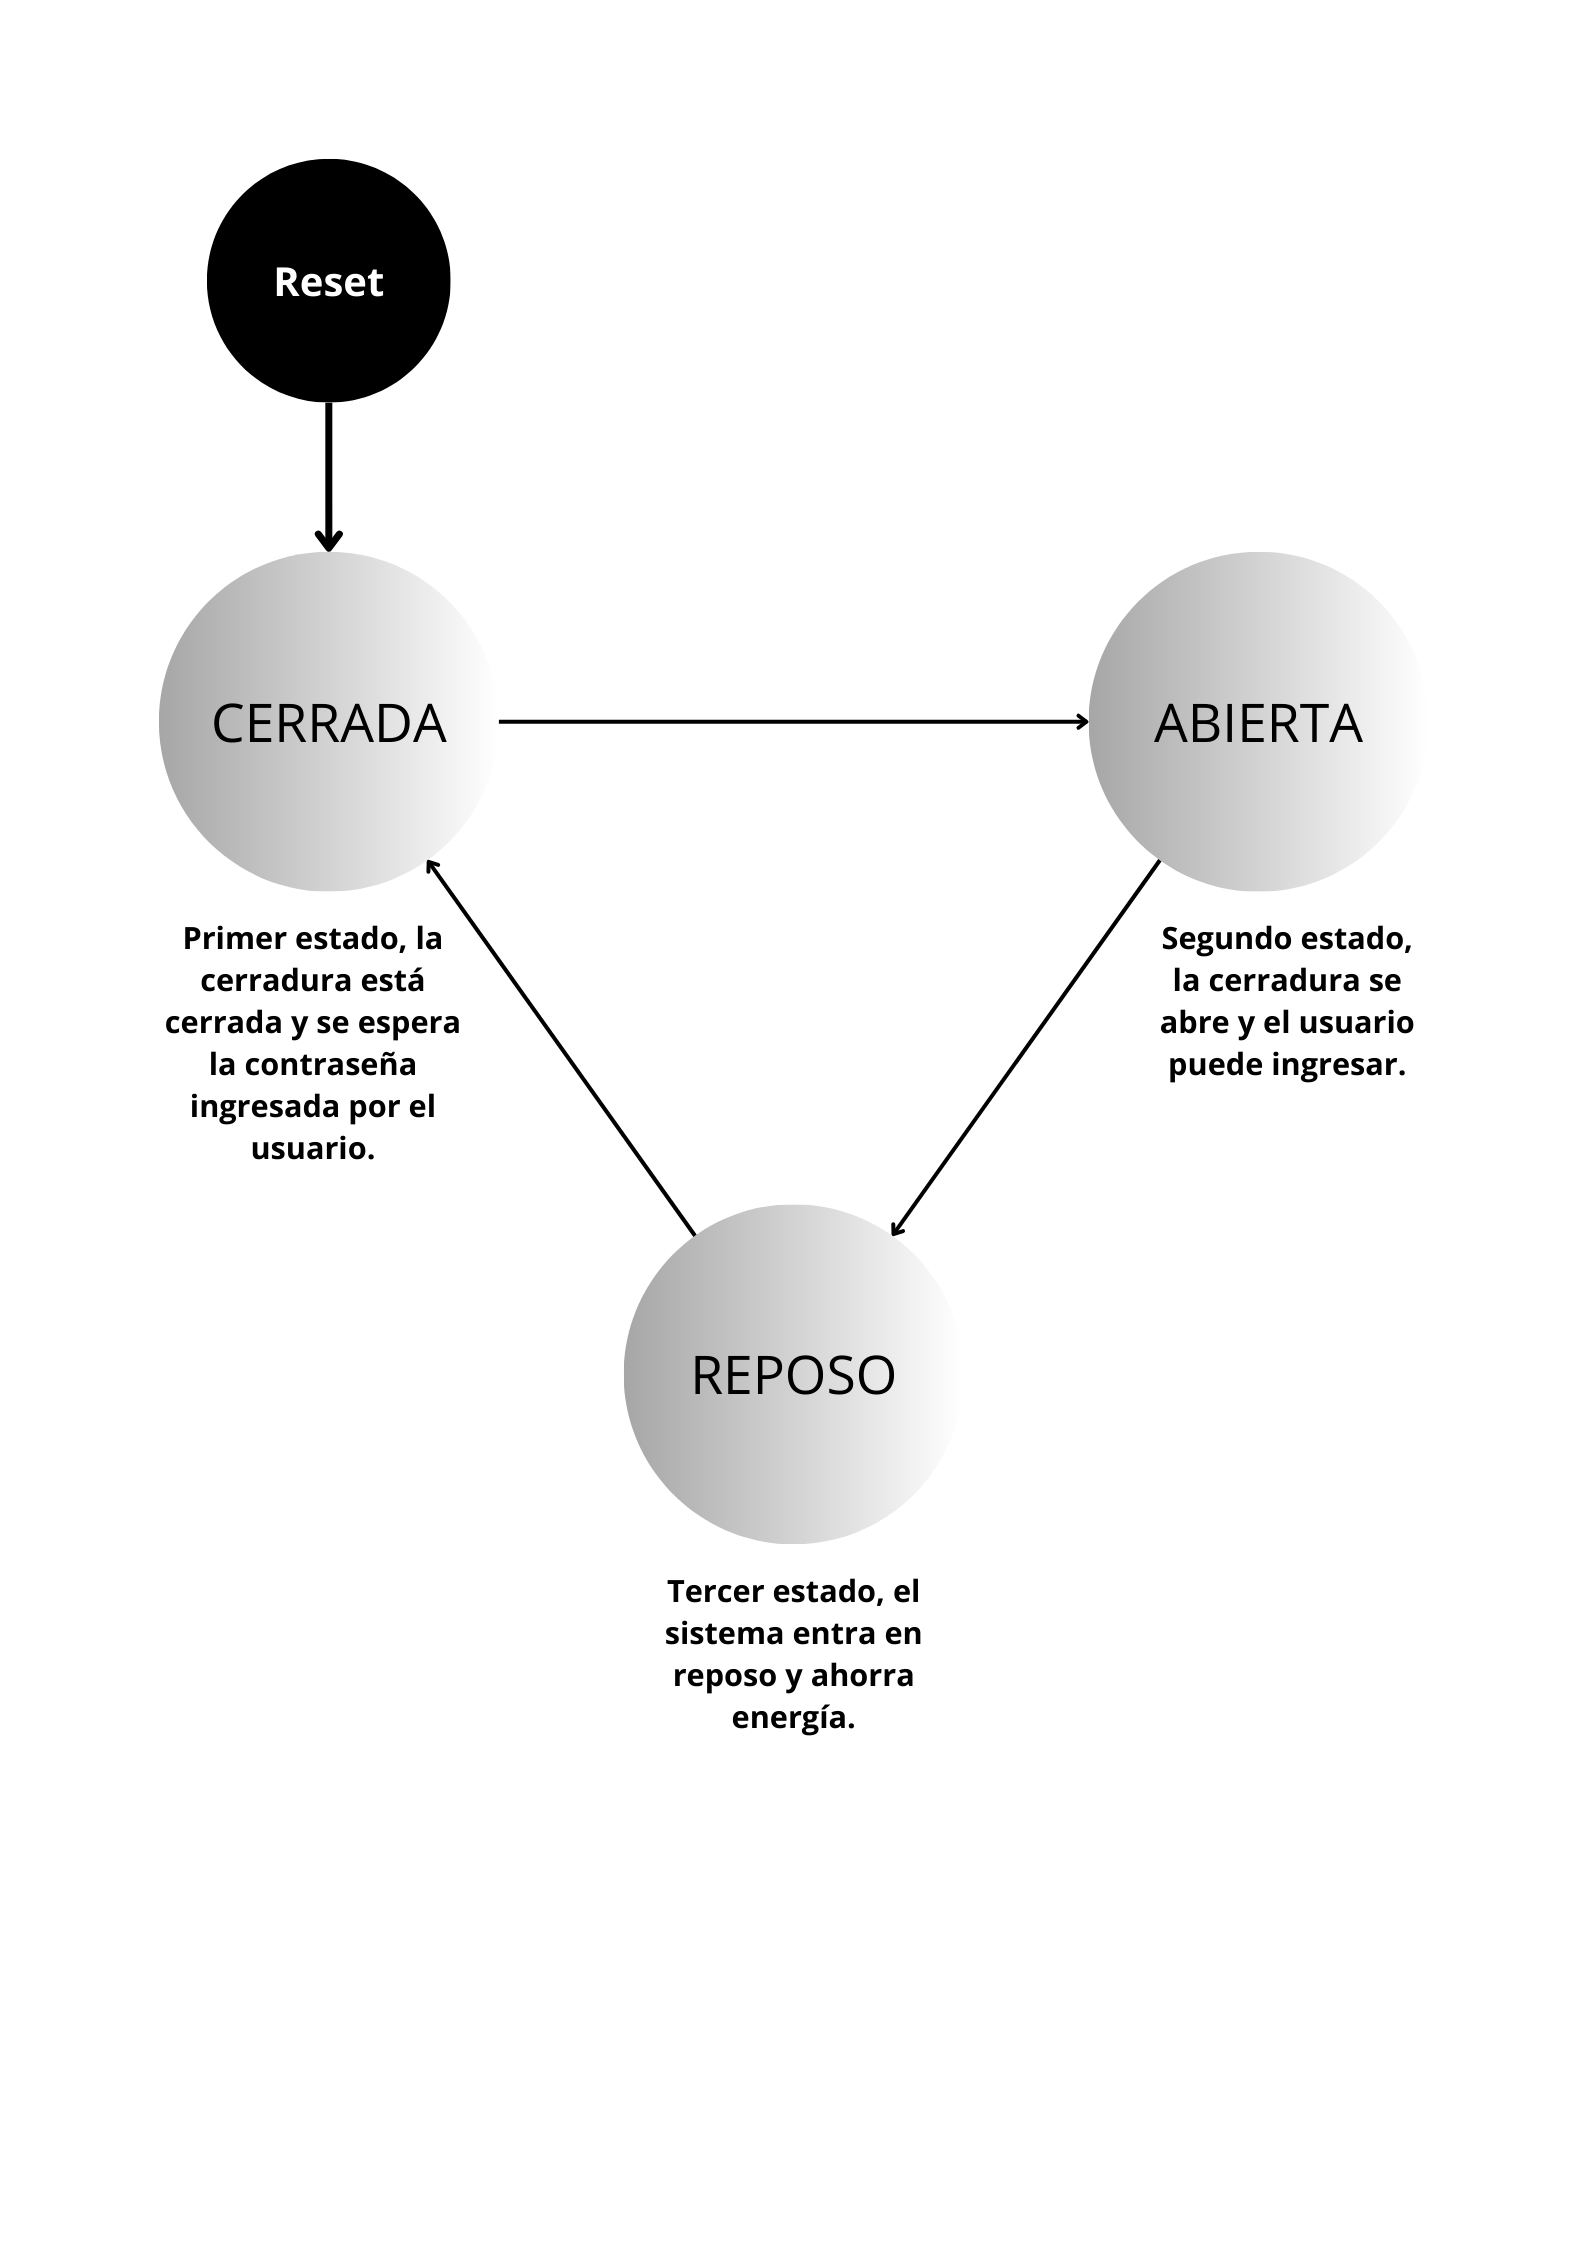 Reset
CERRADA
ABIERTA
Primer estado, la
cerradura está
cerrada y se espera
la contraseña
ingresada por el
usuario.
Segundo estado,
la cerradura se
abre y el usuario
puede ingresar.
REPOSO
Tercer estado, el
sistema entra en
reposo y ahorra
energía.